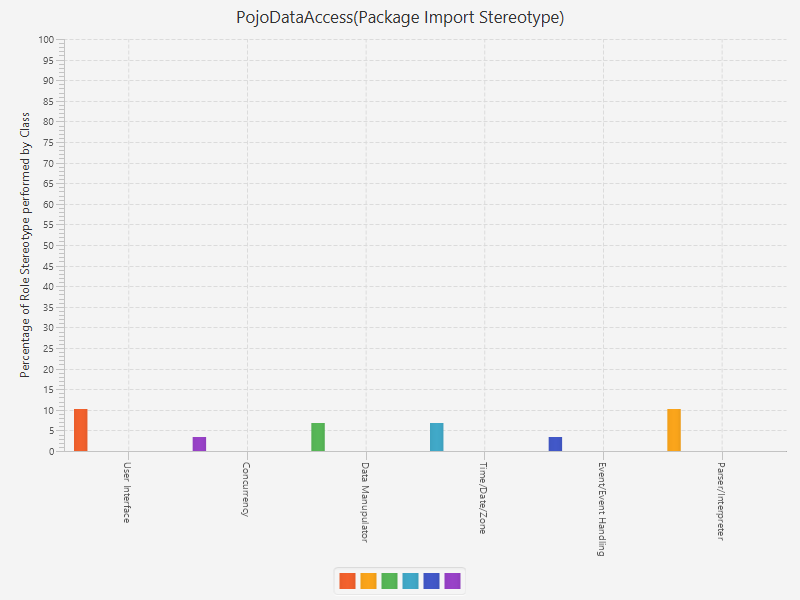 PojoDataAccess(Package Import Stereotype)
Percentage of Role Stereotype performed by Class
100
95
90
85
80
75
70
65
60
55
50
45
40
35
30
25
20
15
10
5
0
User Interface
Concurrency
Data Manupulator
Time/Date/Zone
Event/Event Handling
Parser/Interpreter